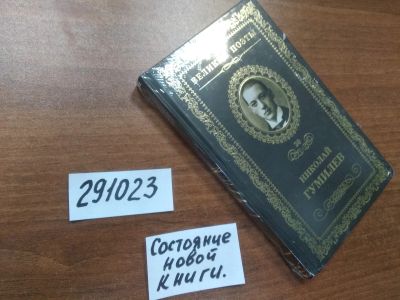 ВЕЛИКИЕ ПОЭТЫ
НИКОЛАЙ
ГУМИЛЕВ
291023
Состояние
новой
книги.